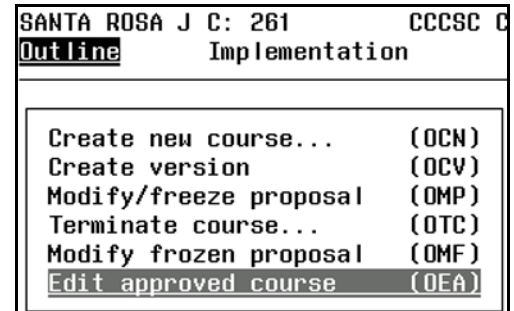 SANTA ROSA J C: 261 CCCSC C
Outline Implementation
Create new course... (OCN)
Create version (OCV)
Modify/freeze proposal (OMP)
Terminate course... (OTC)
Modify frozen proposal (OMF)
Edit approved course (OEA)